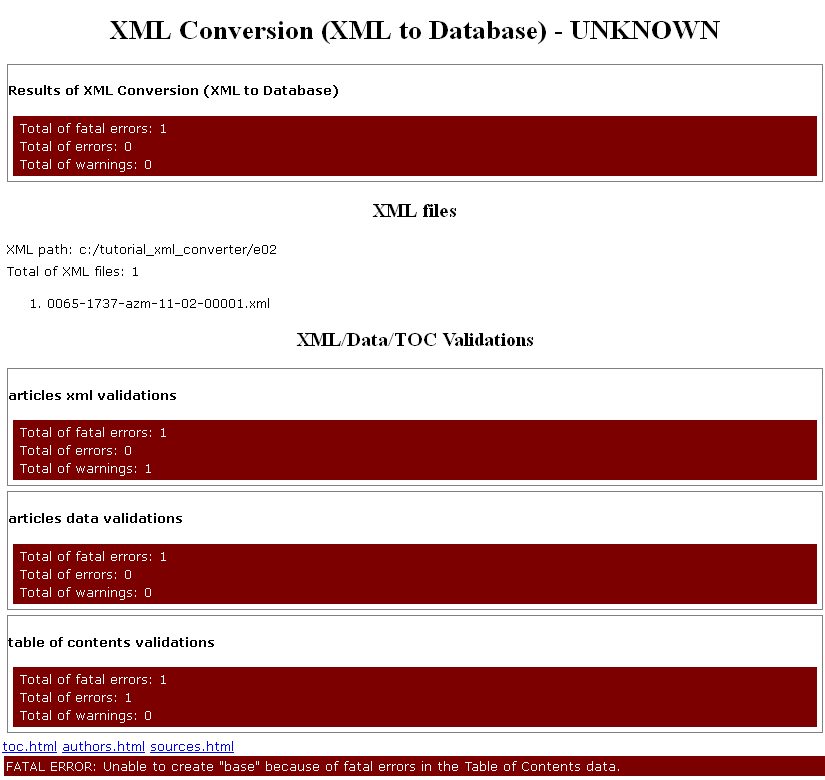 XML Conversion (XML to Database) - UNKNOWN
Results of XML Conversion (XML to Database)
Total of fatal errors: 1
Total of errors: 0
Total of warnings: 0
XML files
XML path: c:/tutorial_xml_converter/e02
Total of XML files: 1
1. 0065-1737-azm-11-02-00001.xml
XML/Data/TOC Validations
articles xml validations
Total of fatal errors: 1
Total of errors: 0
Total of warnings: 1
articles data validations
Total of fatal errors: 1
Total of errors: 0
Total of warnings: 0
table of contents validations
Total of fatal errors: 1
Total of errors: 1
Total of warnings: 0
toc.html authors.html sources.html
FATAL ERROR: Unable to create "base" because of fatal errors in the Table of Contents data.